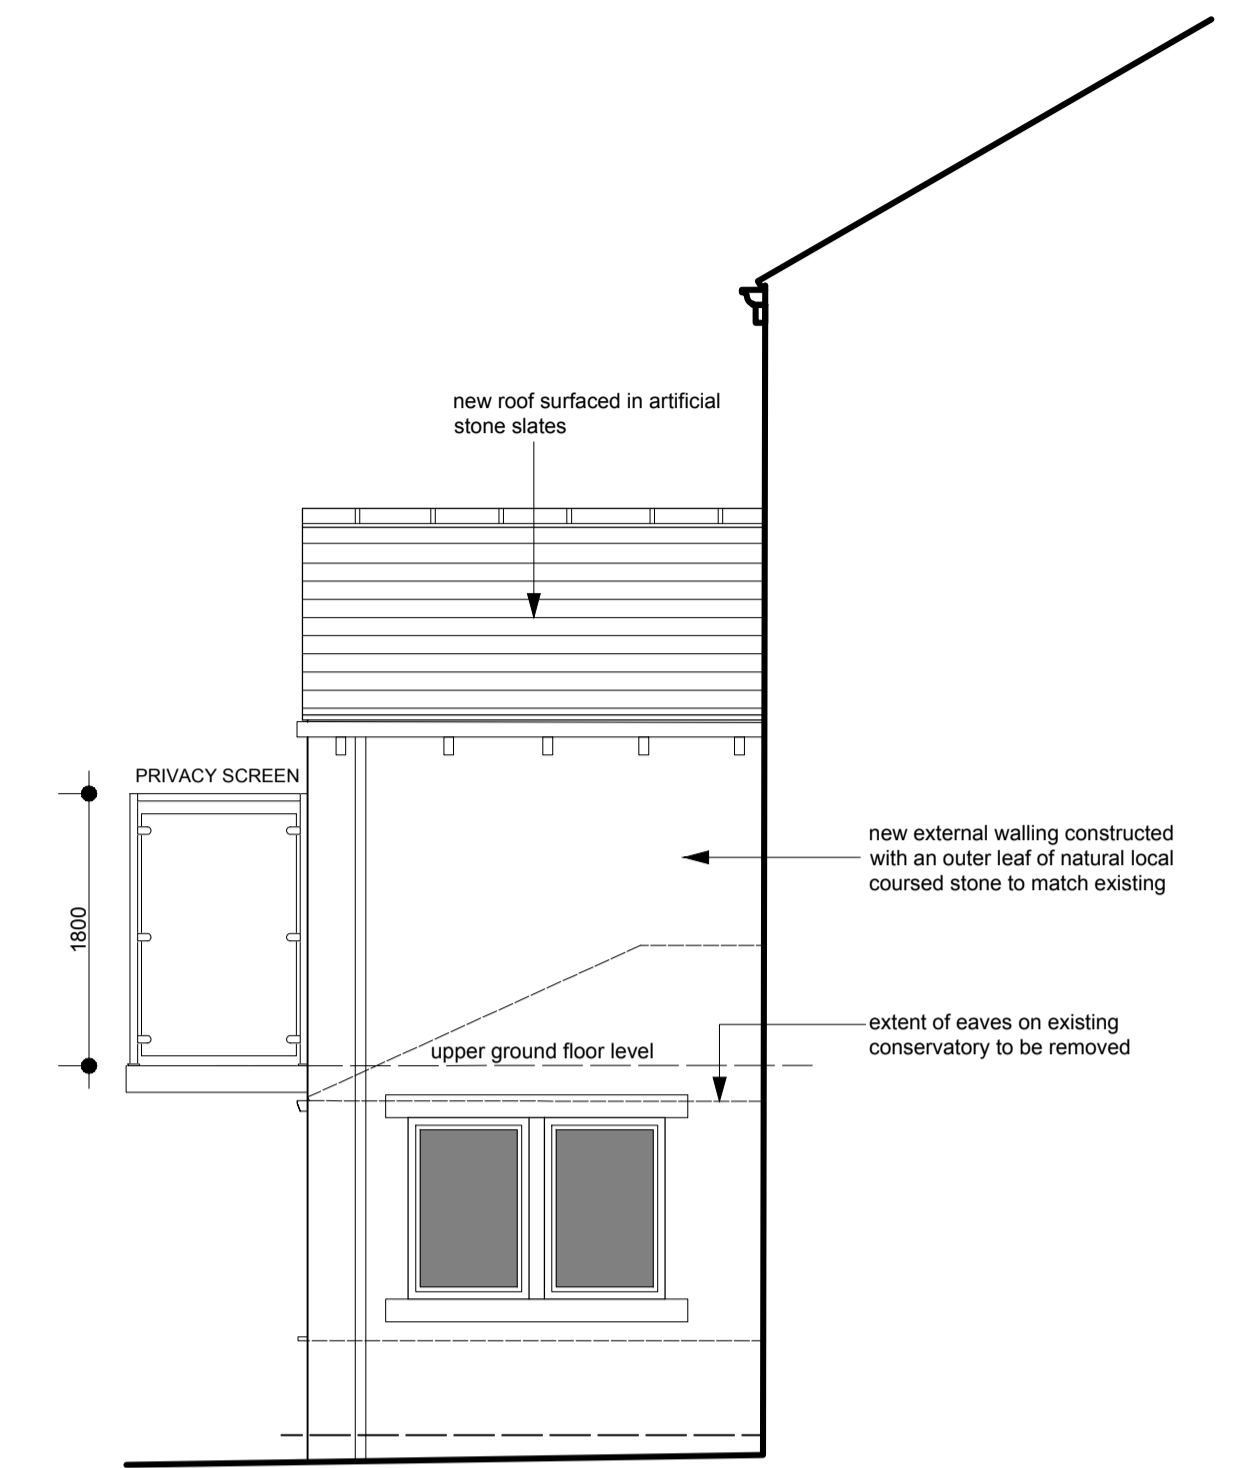 new roof surfaced in artificial
stone slates
PRIVACY SCREEN
1800
new external walling constructed
with an outer leaf of natural local
coursed stone to match existing
extent of eaves on existing
conservatory to be removed
upper ground floor level